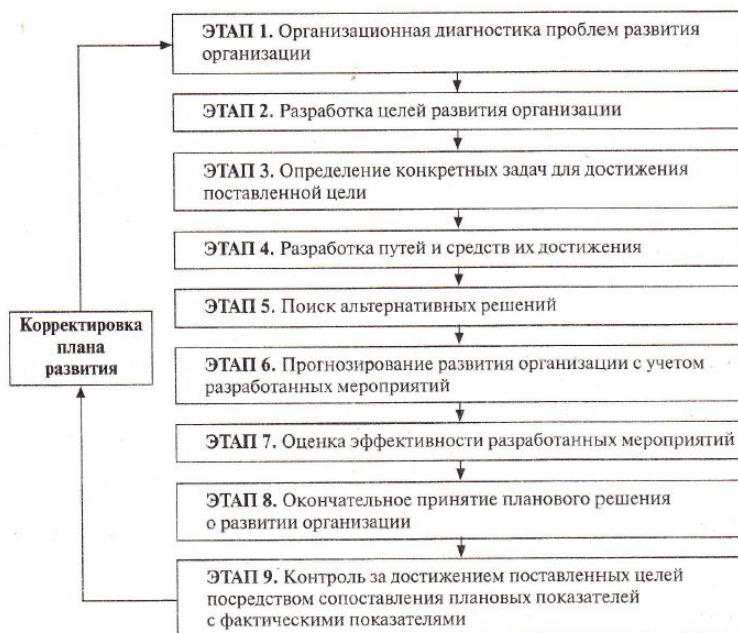 ЭТАП 1. Организационная диагностика проблем развития
организации
ЭТАП 2. Разработка целей развития организации
ЭТАП 3. Определение конкретных задач для достижения
поставленной цели
ЭТАП 4. Разработка путей и средств их достижения
ЭТАП 5. Поиск альтернативных решений
Корректировка
плана
развития
ЭТАП 6. Прогнозирование развития организации с учетом
разработанных мероприятий
ЭТАП 7. Оценка эффективности разработанных мероприятий
ЭТАП 8. Окончательное принятие планового решения
о развитии организации
ЭТАП 9. Контроль за достижением поставленных целей
посредством сопоставления плановых показателей
с фактическими показателями